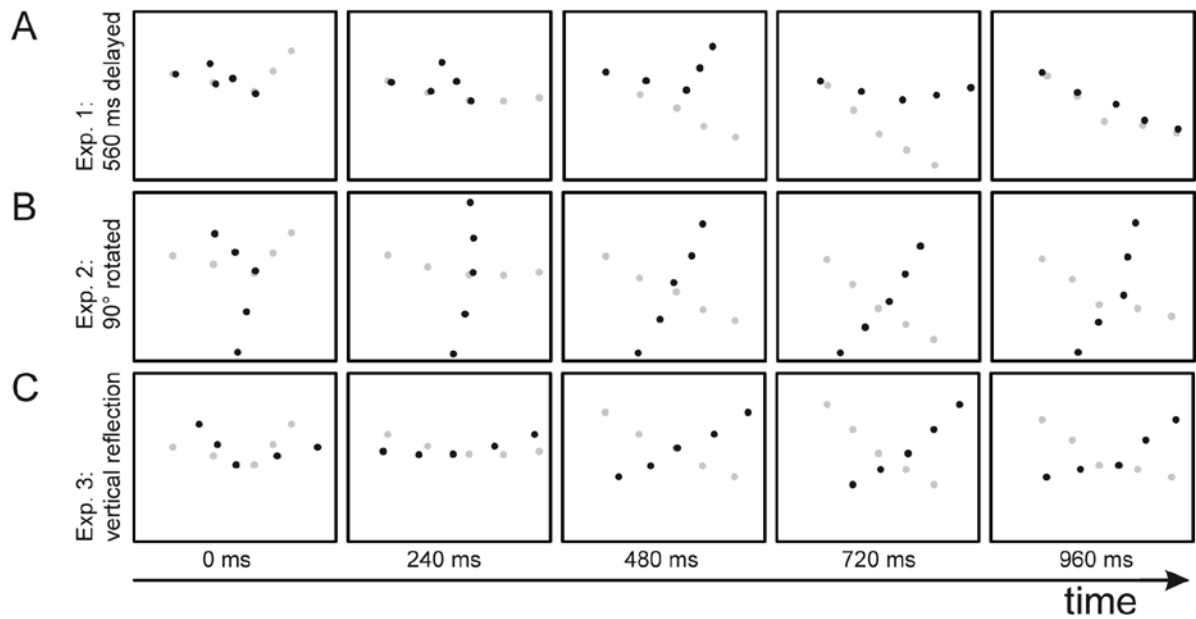 A
Exp. 1:
560 ms delayed
B
Exp. 2:
90° rotated
C
Exp. 3:
vertical reflection
0 ms
240 ms
480 ms
720 ms
960 ms
time